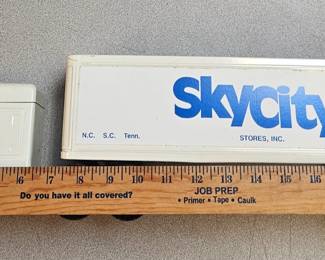 SkyCity
N.C. S.C. Tenn.
STORES, INC.
6 7 8 9 10 11 12 13 14 15 16
Do you have it all covered?
JOB PREP
• Primer • Tape • Caulk